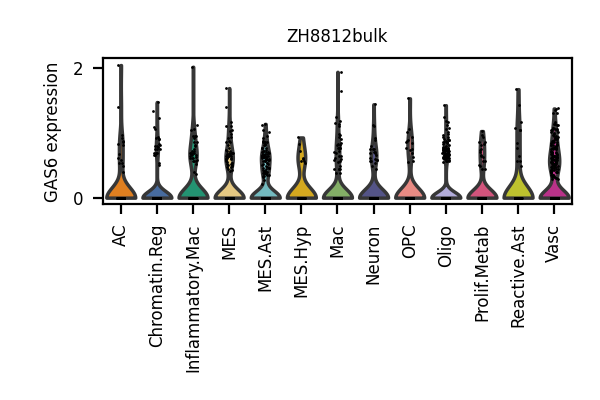 ZH8812bulk
GAS6 expression
2
0
AC
Chromatin.Reg
Inflammatory.Mac
MES
MES.Ast
MES.Hyp
Mac
Neuron
OPC
Oligo
Prolif.Metab
Reactive.Ast
Vasc